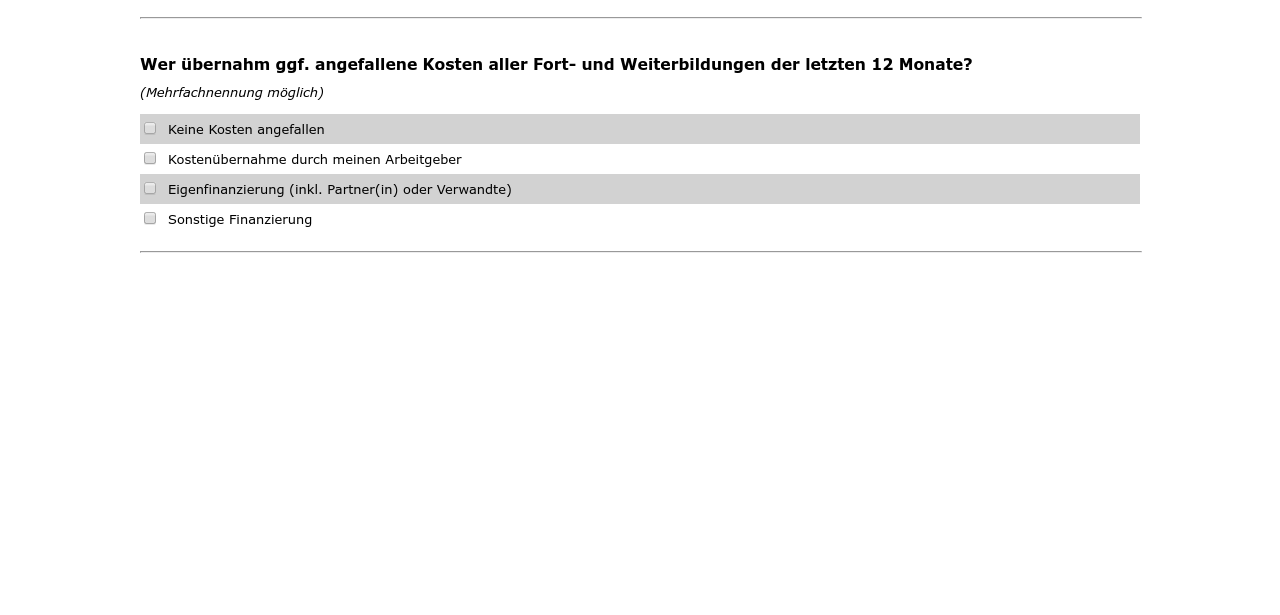 Wer übernahm ggf. angefallene Kosten aller Fort- und Weiterbildungen der letzten 12 Monate?
(Mehrfachnennung möglich)
Keine Kosten angefallen
Kostenübernahme durch meinen Arbeitgeber
Eigenfinanzierung (inkl. Partner(in) oder Verwandte)
Sonstige Finanzierung